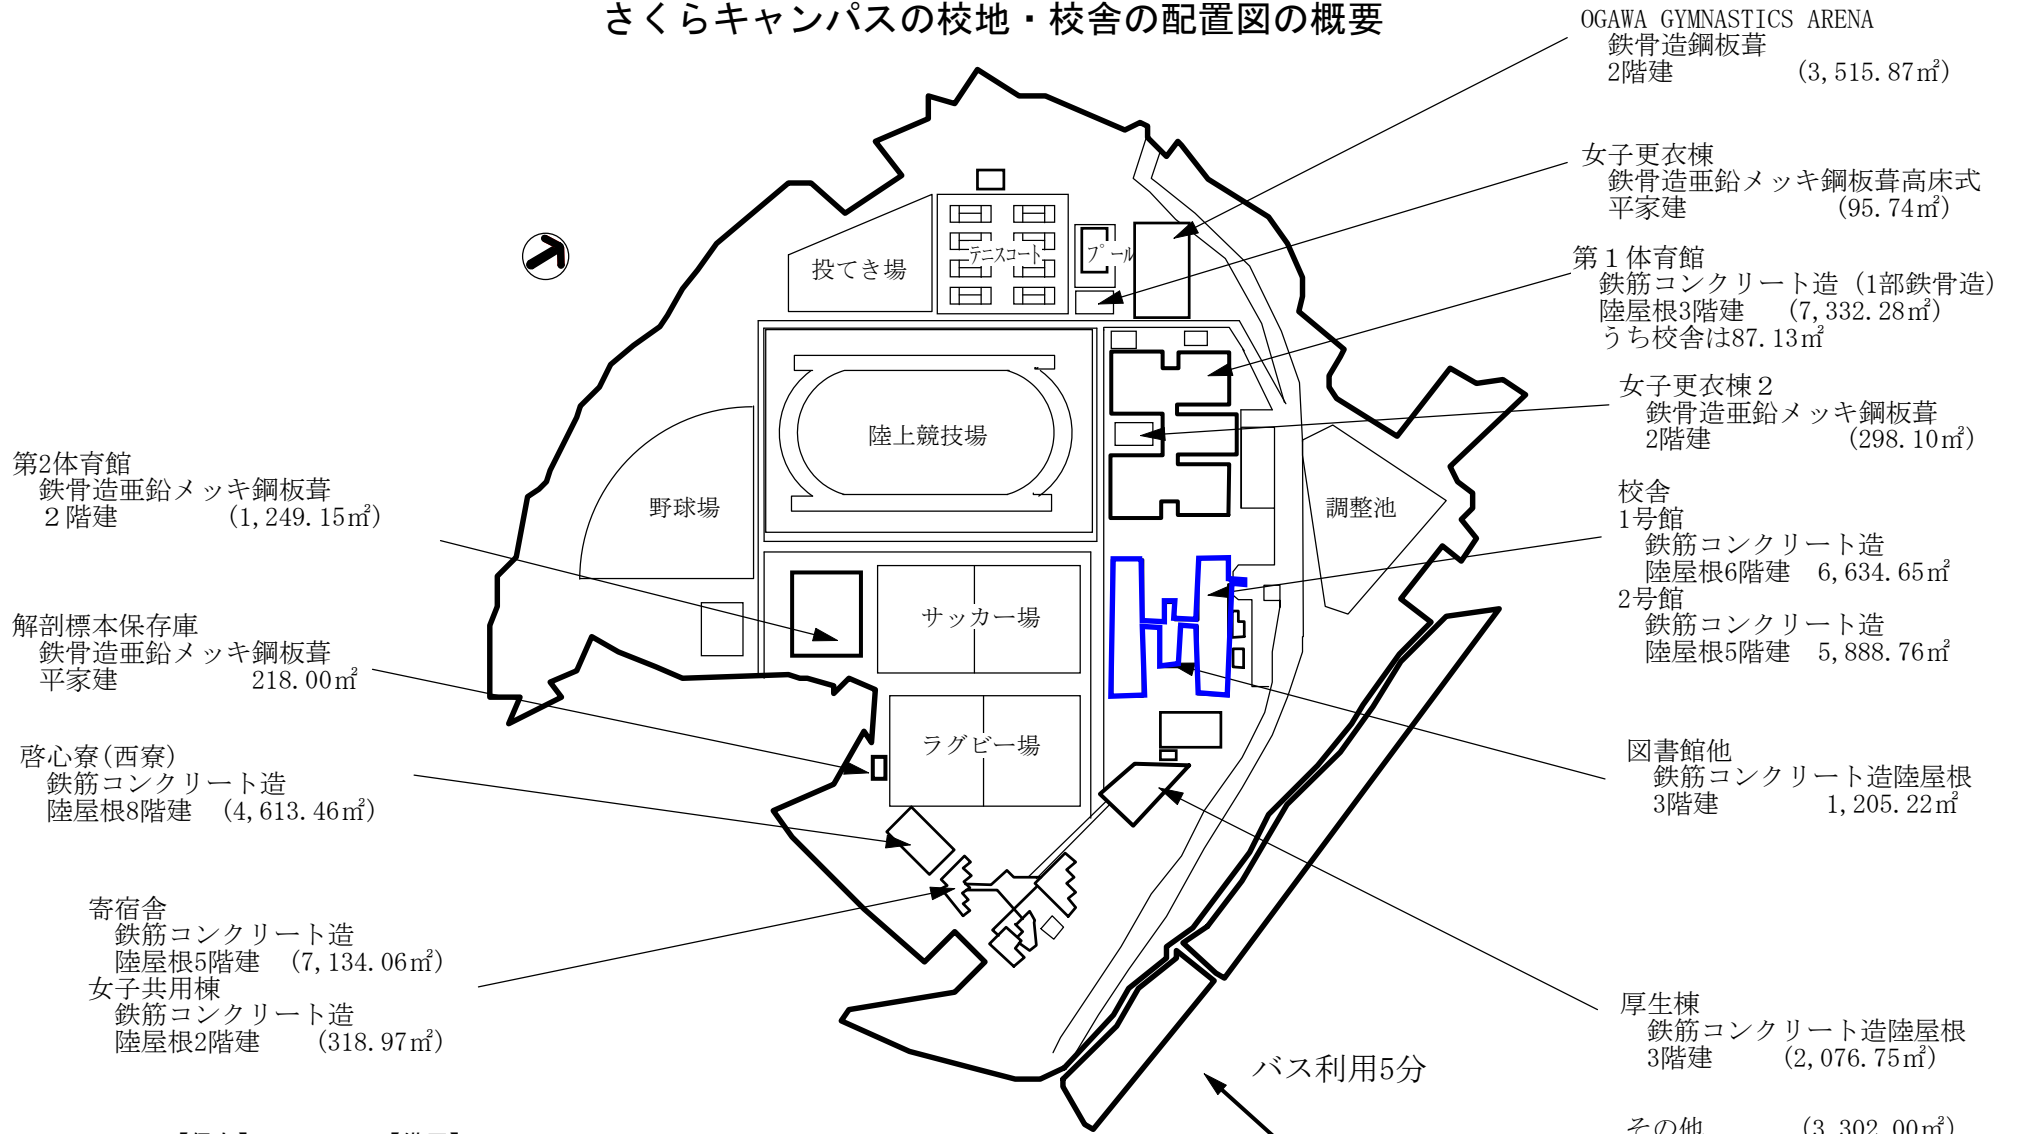 さくらキャンパスの校地・校舎の配置図の概要
OGAWA GYMNASTICS ARENA
鉄骨造鋼板葺
2階建 (3,515.87㎡)
女子更衣棟
鉄骨造亜鉛メッキ鋼板葺高床式
平家建 (95.74㎡)
第１体育館
鉄筋コンクリート造 (1部鉄骨造)
陸屋根3階建 (7,332.28㎡)
うち校舎は87.13㎡
女子更衣棟２
鉄骨造亜鉛メッキ鋼板葺
2階建 (298.10㎡)
校舎
1号館
鉄筋コンクリート造
陸屋根6階建 6,634.65㎡
2号館
鉄筋コンクリート造
陸屋根5階建 5,888.76㎡
図書館他
鉄筋コンクリート造陸屋根
3階建 1,205.22㎡
厚生棟
鉄筋コンクリート造陸屋根
3階建 (2,076.75㎡)
その他 (3,302.00㎡)
投てき場
テニスコート
プール
陸上競技場
野球場
調整池
サッカー場
ラグビー場
第2体育館
鉄骨造亜鉛メッキ鋼板葺
２階建 (1,249.15㎡)
解剖標本保存庫
鉄骨造亜鉛メッキ鋼板葺
平家建 218.00㎡
啓心寮(西寮)
鉄筋コンクリート造
陸屋根8階建 (4,613.46㎡)
寄宿舎
鉄筋コンクリート造
陸屋根5階建 (7,134.06㎡)
女子共用棟
鉄筋コンクリート造
陸屋根2階建 (318.97㎡)
バス利用5分